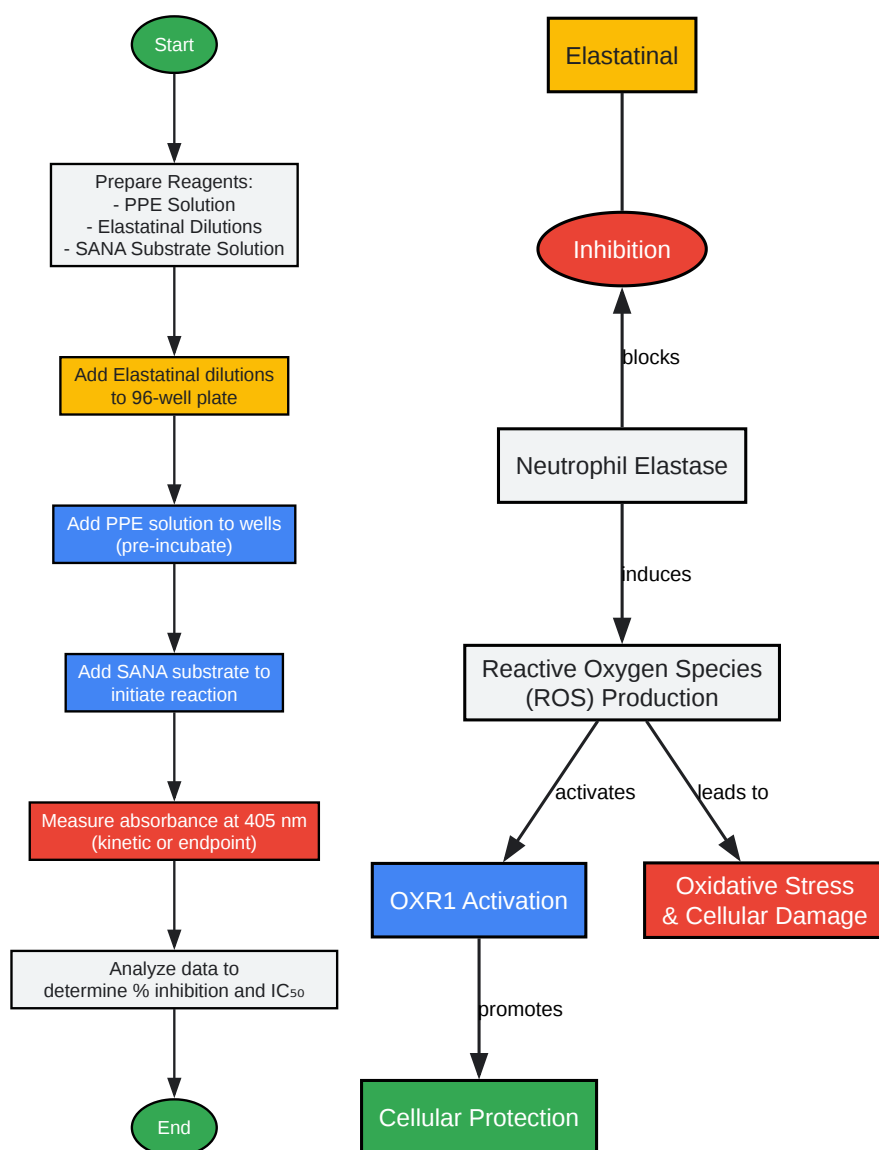 Start
Prepare Reagents:
- PPE Solution
- Elastatinal Dilutions
- SANA Substrate Solution
Add Elastatinal dilutions
to 96-well plate
Add PPE solution to wells
(pre-incubate)
Add SANA substrate to
initiate reaction
Measure absorbance at 405 nm
(kinetic or endpoint)
Analyze data to
determine % inhibition and IC₅₀
End
Elastatinal
Inhibition
blocks
Neutrophil Elastase
induces
Reactive Oxygen Species
(ROS) Production
activates
leads to
OXR1 Activation
Oxidative Stress
& Cellular Damage
promotes
Cellular Protection